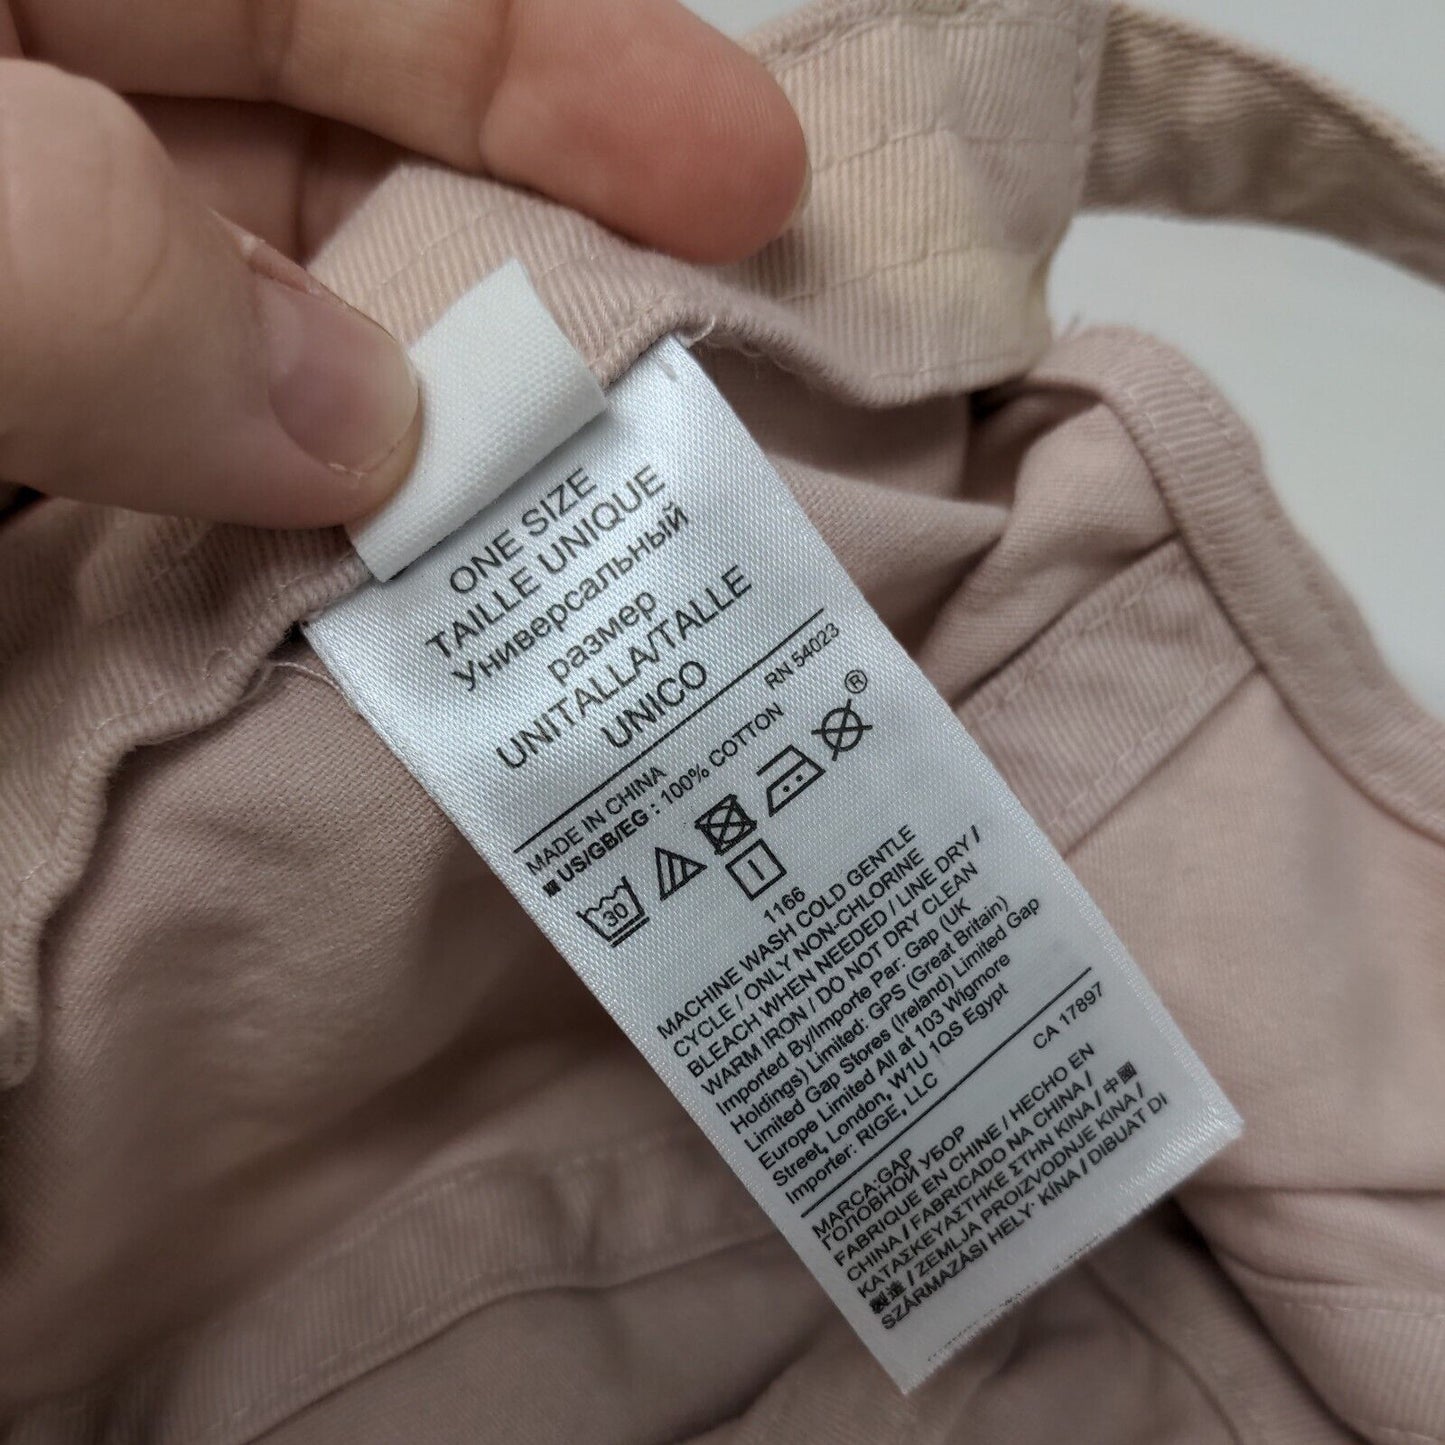 ONE SIZE
TAILLE UNIQUE
Универсальный
размер
UNITALLA/TALLE
UNICO
MADE IN CHINA RN 54023
US/GB/EG : 100% COTTON
30
®
1166
MACHINE WASH COLD GENTLE
CYCLE / ONLY NON-CHLORINE
BLEACH WHEN NEEDED / LINE DRY /
WARM IRON / DO NOT DRY CLEAN
Imported By/Importe Par: Gap (UK
Holdings) Limited: GPS (Great Britain)
Limited Gap Stores (Ireland) Limited Gap
Europe Limited All at 103 Wigmore
Street, London, W1U 1QS Egypt
Importer: RIGE, LLC
CA 17897
MARCA:GAP
ГОЛОВНОЙ УБОР
FABRIQUE EN CHINE / HECHO EN
CHINA / FABRICADO NA CHINA /
ΚΑΤΑΣΚΕΥΑΣΤΗΚΕ ΣΤΗΝ ΚΙΝΑ / 中國
製造 / ZEMLJA PROIZVODNJE KINA /
SZÁRMAZÁSI HELY· KÍNA / DIBUAT DI